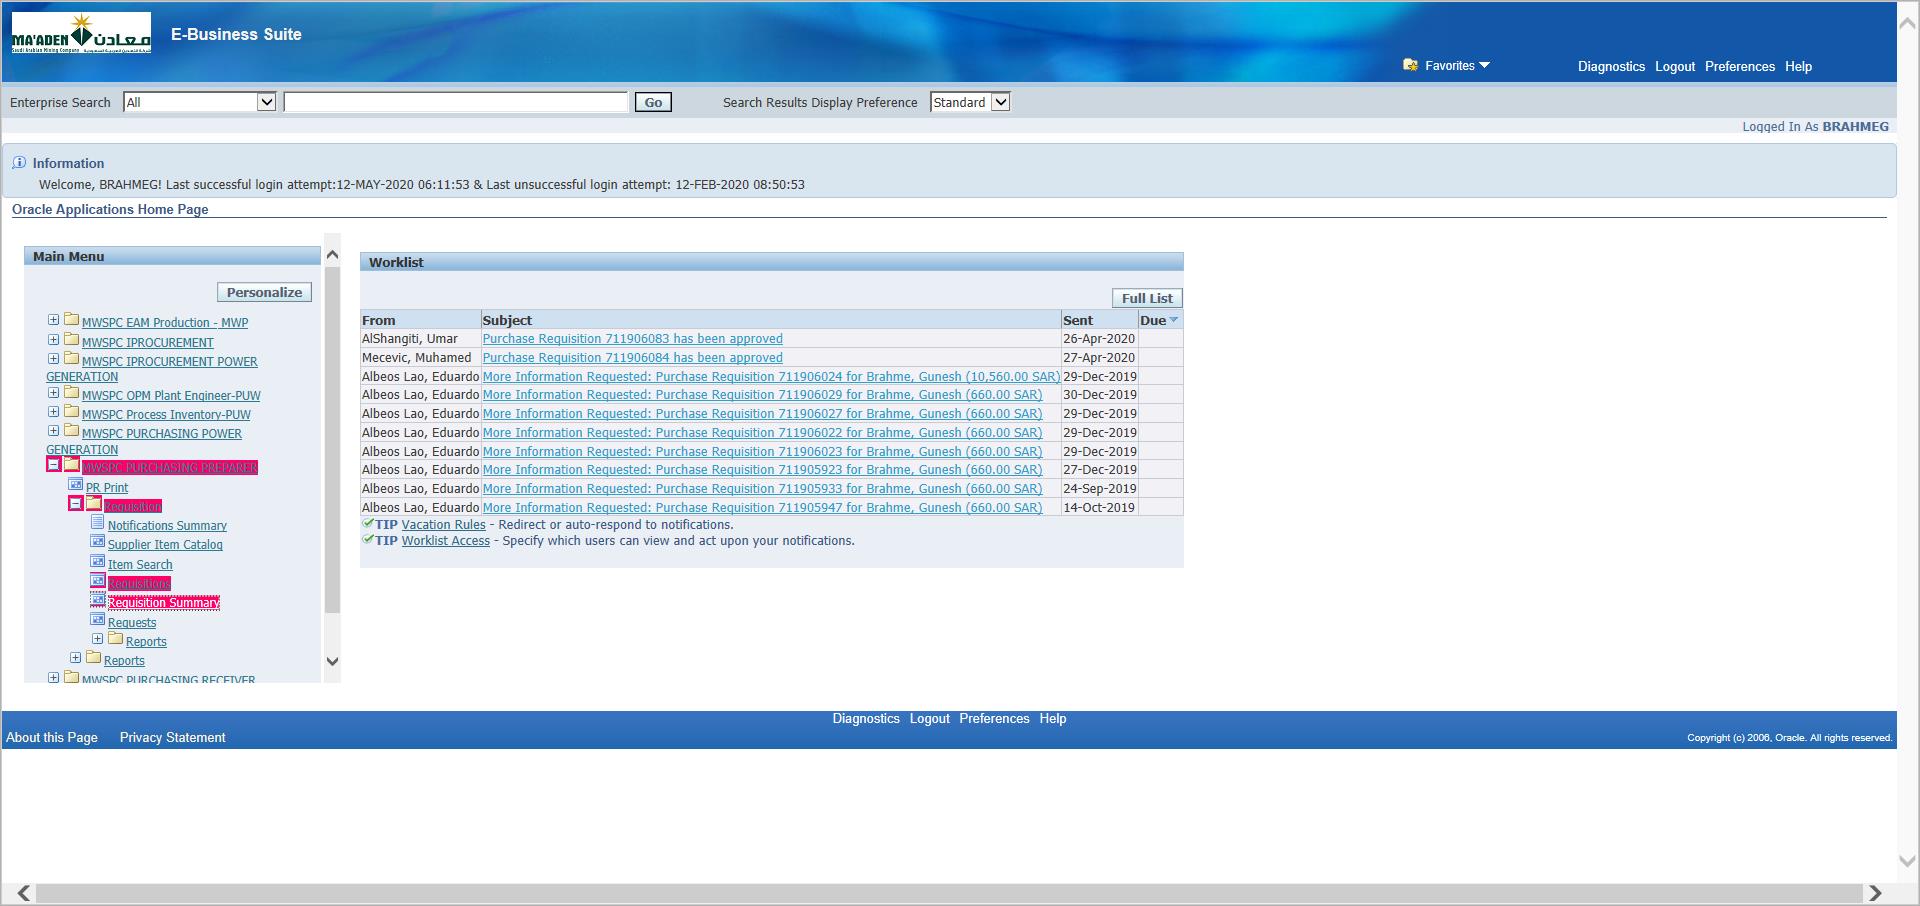 MA'ADEN معادن
Saudi Arabian Mining Company
E-Business Suite
Favorites
Diagnostics Logout Preferences Help
Enterprise Search All Go Search Results Display Preference Standard
Logged In As BRAHMEG
Information
Welcome, BRAHMEG! Last successful login attempt:12-MAY-2020 06:11:53 & Last unsuccessful login attempt: 12-FEB-2020 08:50:53
Oracle Applications Home Page
Main Menu
Personalize
MWSPC EAM Production - MWP
MWSPC IPROCUREMENT
MWSPC IPROCUREMENT POWER
GENERATION
MWSPC OPM Plant Engineer-PUW
MWSPC Process Inventory-PUW
MWSPC PURCHASING POWER
GENERATION
MWSPC PURCHASING PREPARER
PR Print
Requisition
Notifications Summary
Supplier Item Catalog
Item Search
Requisitions
Requisition Summary
Requests
Reports
Reports
MWSPC PURCHASING RECEIVER
Worklist
Full List
From Subject Sent Due
AlShangiti, Umar Purchase Requisition 711906083 has been approved 26-Apr-2020
Mecevic, Muhamed Purchase Requisition 711906084 has been approved 27-Apr-2020
Albeos Lao, Eduardo More Information Requested: Purchase Requisition 711906024 for Brahme, Gunesh (10,560.00 SAR) 29-Dec-2019
Albeos Lao, Eduardo More Information Requested: Purchase Requisition 711906029 for Brahme, Gunesh (660.00 SAR) 30-Dec-2019
Albeos Lao, Eduardo More Information Requested: Purchase Requisition 711906027 for Brahme, Gunesh (660.00 SAR) 29-Dec-2019
Albeos Lao, Eduardo More Information Requested: Purchase Requisition 711906022 for Brahme, Gunesh (660.00 SAR) 29-Dec-2019
Albeos Lao, Eduardo More Information Requested: Purchase Requisition 711906023 for Brahme, Gunesh (660.00 SAR) 29-Dec-2019
Albeos Lao, Eduardo More Information Requested: Purchase Requisition 711905923 for Brahme, Gunesh (660.00 SAR) 27-Dec-2019
Albeos Lao, Eduardo More Information Requested: Purchase Requisition 711905933 for Brahme, Gunesh (660.00 SAR) 24-Sep-2019
Albeos Lao, Eduardo More Information Requested: Purchase Requisition 711905947 for Brahme, Gunesh (660.00 SAR) 14-Oct-2019
TIP Vacation Rules - Redirect or auto-respond to notifications.
TIP Worklist Access - Specify which users can view and act upon your notifications.
Diagnostics Logout Preferences Help
About this Page Privacy Statement
Copyright (c) 2006, Oracle. All rights reserved.